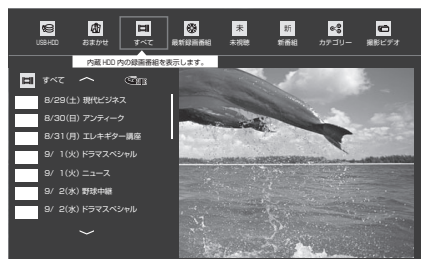 USB-HDD
おまかせ
すべて
最新録画番組
未
未視聴
新
新番組
カテゴリー
撮影ビデオ
内蔵 HDD 内の録画番組を表示します。
すべて
8/29(土) 現代ビジネス
8/30(日) アンティーク
8/31(月) エレキギター講座
9/ 1(火) ドラマスペシャル
9/ 1(火) ニュース
9/ 2(水) 野球中継
9/ 2(水) ドラマスペシャル